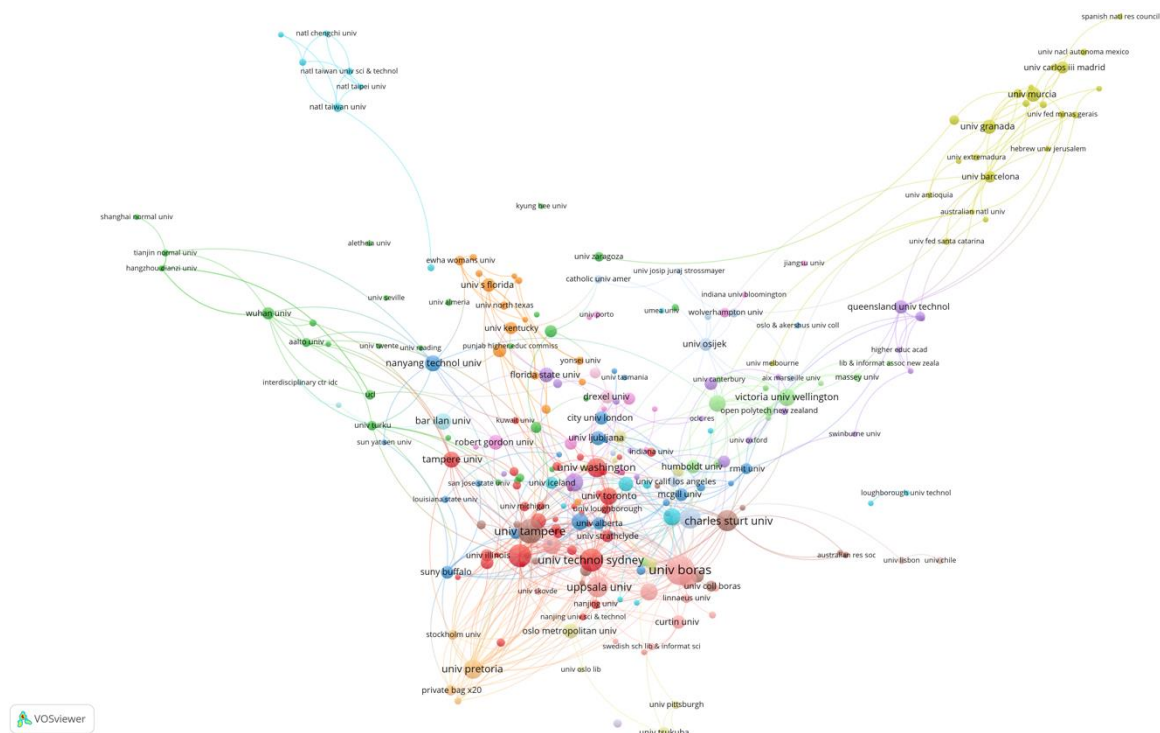 spanish natl res council
natl chengchi univ
univ nacl autonoma mexico
univ carlos iii madrid
natl taiwan univ sci & technol
natl taipei univ
univ murcia
natl taiwan univ
univ fed minas gerais
univ granada
hebrew univ jerusalem
univ extremadura
univ barcelona
univ antioquia
kyung hee univ
australian natl univ
shanghai normal univ
aletheia univ
univ fed santa catarina
tianjin normal univ
univ zaragoza
ewha womans univ
jiangsu univ
hangzhou dianzi univ
univ josip juraj strossmayer
catholic univ amer
univ s florida
univ seville
univ almeria
univ north texas
indiana univ bloomington
queensland univ technol
wuhan univ
univ porto
umea univ
wolverhampton univ
univ kentucky
oslo & akershus univ coll
aalto univ
univ twente
univ reading
punjab higher educ commiss
univ osijek
higher educ acad
nanyang technol univ
yonsei univ
univ melbourne
lib & informat assoc new zeala
florida state univ
univ tasmania
univ canterbury
aix marseille univ
massey univ
interdisciplinary ctr idc
ucl
drexel univ
victoria univ wellington
open polytech new zealand
bar ilan univ
kuwait univ
city univ london
univ turku
swinburne univ
sun yat sen univ
robert gordon univ
univ ljubljana
univ oxford
indiana univ
tampere univ
univ washington
humboldt univ
rmit univ
san jose state univ
univ iceland
univ calif los angeles
louisiana state univ
univ toronto
mcgill univ
loughborough univ technol
univ michigan
univ loughborough
univ alberta
charles sturt univ
univ tampere
univ strathclyde
univ illinois
univ technol sydney
australian res soc
univ lisbon
univ chile
suny buffalo
univ boras
uppsala univ
univ coll boras
univ skovde
linnaeus univ
nanjing univ
nanjing univ sci & technol
curtin univ
stockholm univ
oslo metropolitan univ
swedish sch lib & informat sci
univ pretoria
univ oslo lib
private bag x20
univ pittsburgh
VOSviewer
univ tsukuba